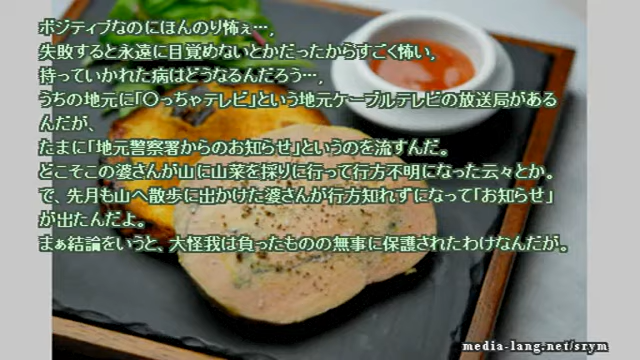 ポジティブなのにほんのり怖ぇ…,
失敗すると永遠に目覚めないとかだったからすごく怖い,
持っていかれた病はどうなるんだろう…,
うちの地元に「○っちゃテレビ」という地元ケーブルテレビの放送局がある
んだが、
たまに「地元警察署からのお知らせ」というのを流すんだ。
どこそこの婆さんが山に山菜を採りに行って行方不明になった云々とか。
で、先月も山へ散歩に出かけた婆さんが行方知れずになって「お知らせ」
が出たんだよ。
まぁ結論をいうと、大怪我は負ったものの無事に保護されたわけなんだが。
media-lang.net/srym